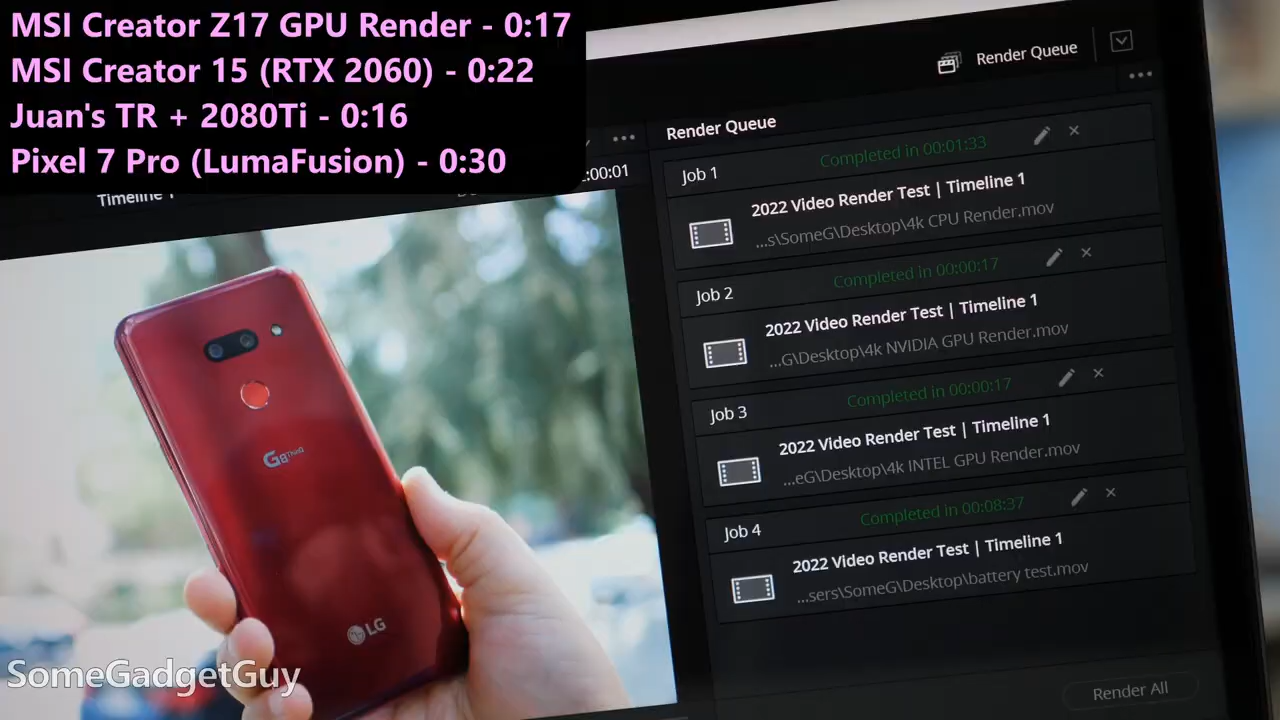 MSI Creator Z17 GPU Render - 0:17
MSI Creator 15 (RTX 2060) - 0:22
Juan's TR + 2080Ti - 0:16
Pixel 7 Pro (LumaFusion) - 0:30
Render Queue
Render Queue
:00:01
Timeline 1
Job 1
Completed in 00:01:33
2022 Video Render Test | Timeline 1
...s\SomeG\Desktop\4k CPU Render.mov
Job 2
Completed in 00:00:17
2022 Video Render Test | Timeline 1
...G\Desktop\4k NVIDIA GPU Render.mov
Job 3
Completed in 00:00:17
2022 Video Render Test | Timeline 1
...eG\Desktop\4k INTEL GPU Render.mov
Job 4
Completed in 00:08:37
2022 Video Render Test | Timeline 1
...sers\SomeG\Desktop\battery test.mov
Render All
G8 ThinQ
LG
SomeGadgetGuy